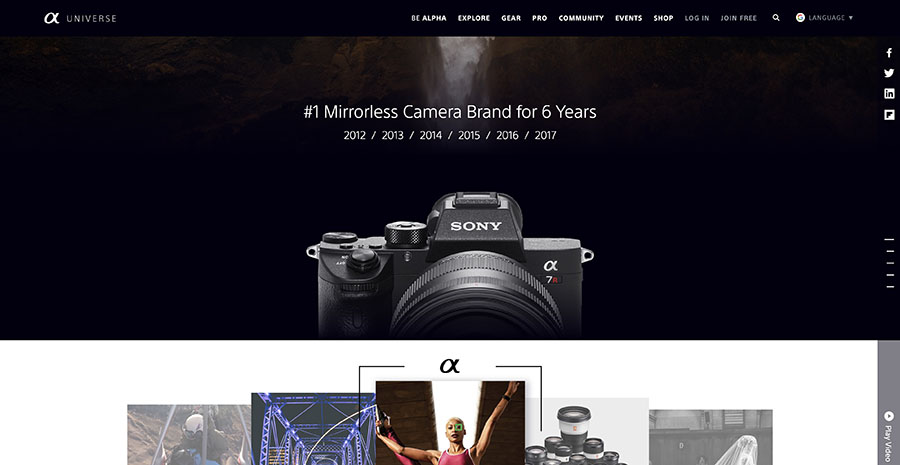 α UNIVERSE
BE ALPHA EXPLORE GEAR PRO COMMUNITY EVENTS SHOP LOG IN JOIN FREE LANGUAGE ▼
#1 Mirrorless Camera Brand for 6 Years
2012 / 2013 / 2014 / 2015 / 2016 / 2017
SONY
α
7R
α
Play Video